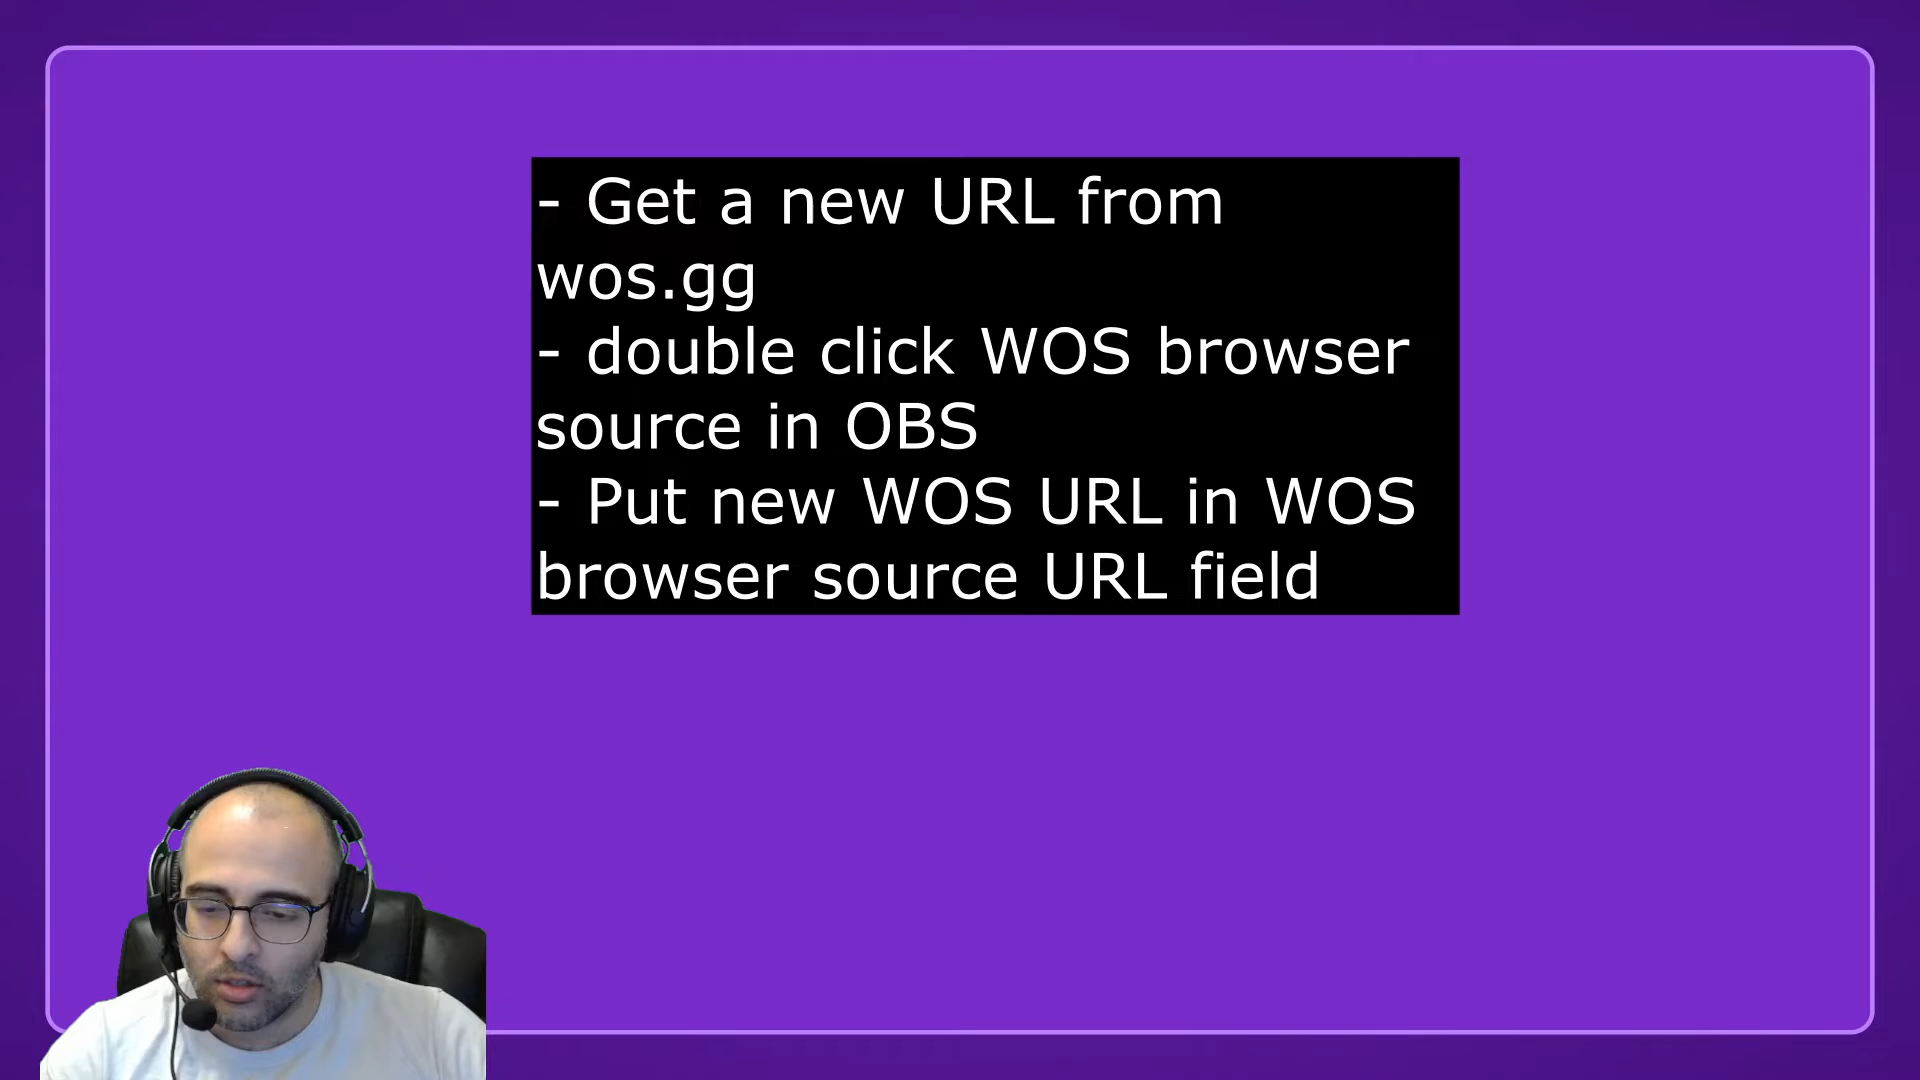 - Get a new URL from
wos.gg
- double click WOS browser
source in OBS
- Put new WOS URL in WOS
browser source URL field